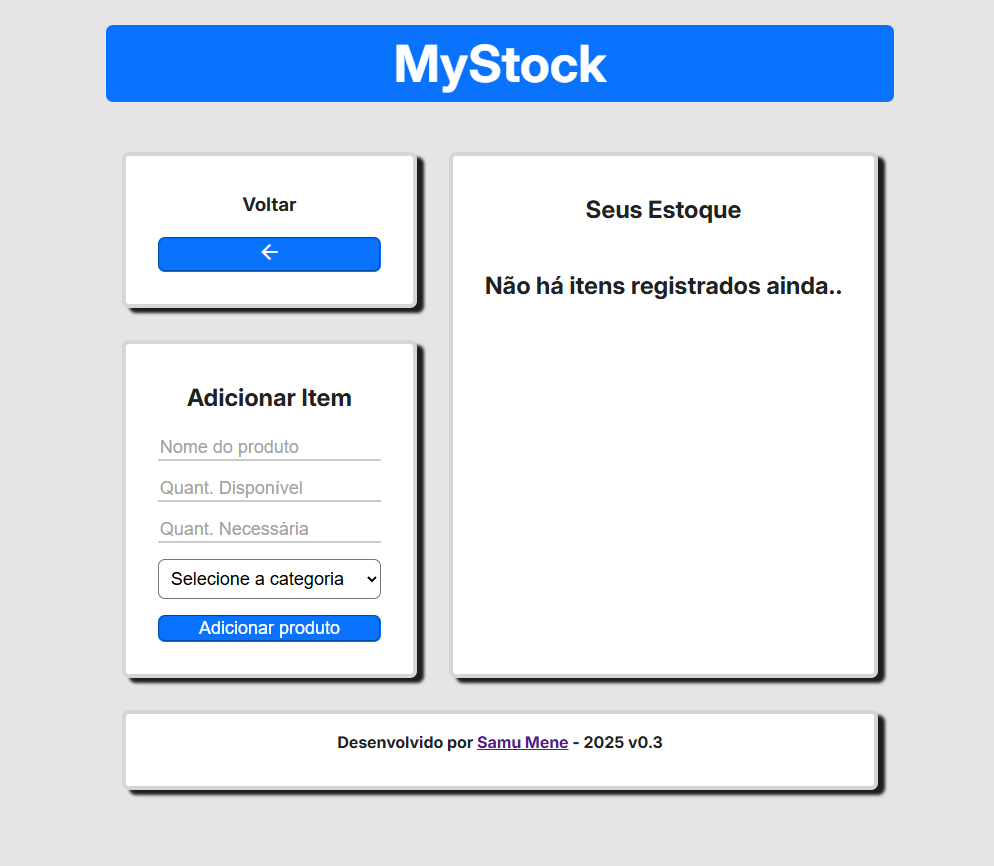 MyStock
Voltar
Adicionar Item
Nome do produto
Quant. Disponível
Quant. Necessária
Selecione a categoria
Adicionar produto
Seus Estoque
Não há itens registrados ainda..
Desenvolvido por Samu Mene - 2025 v0.3